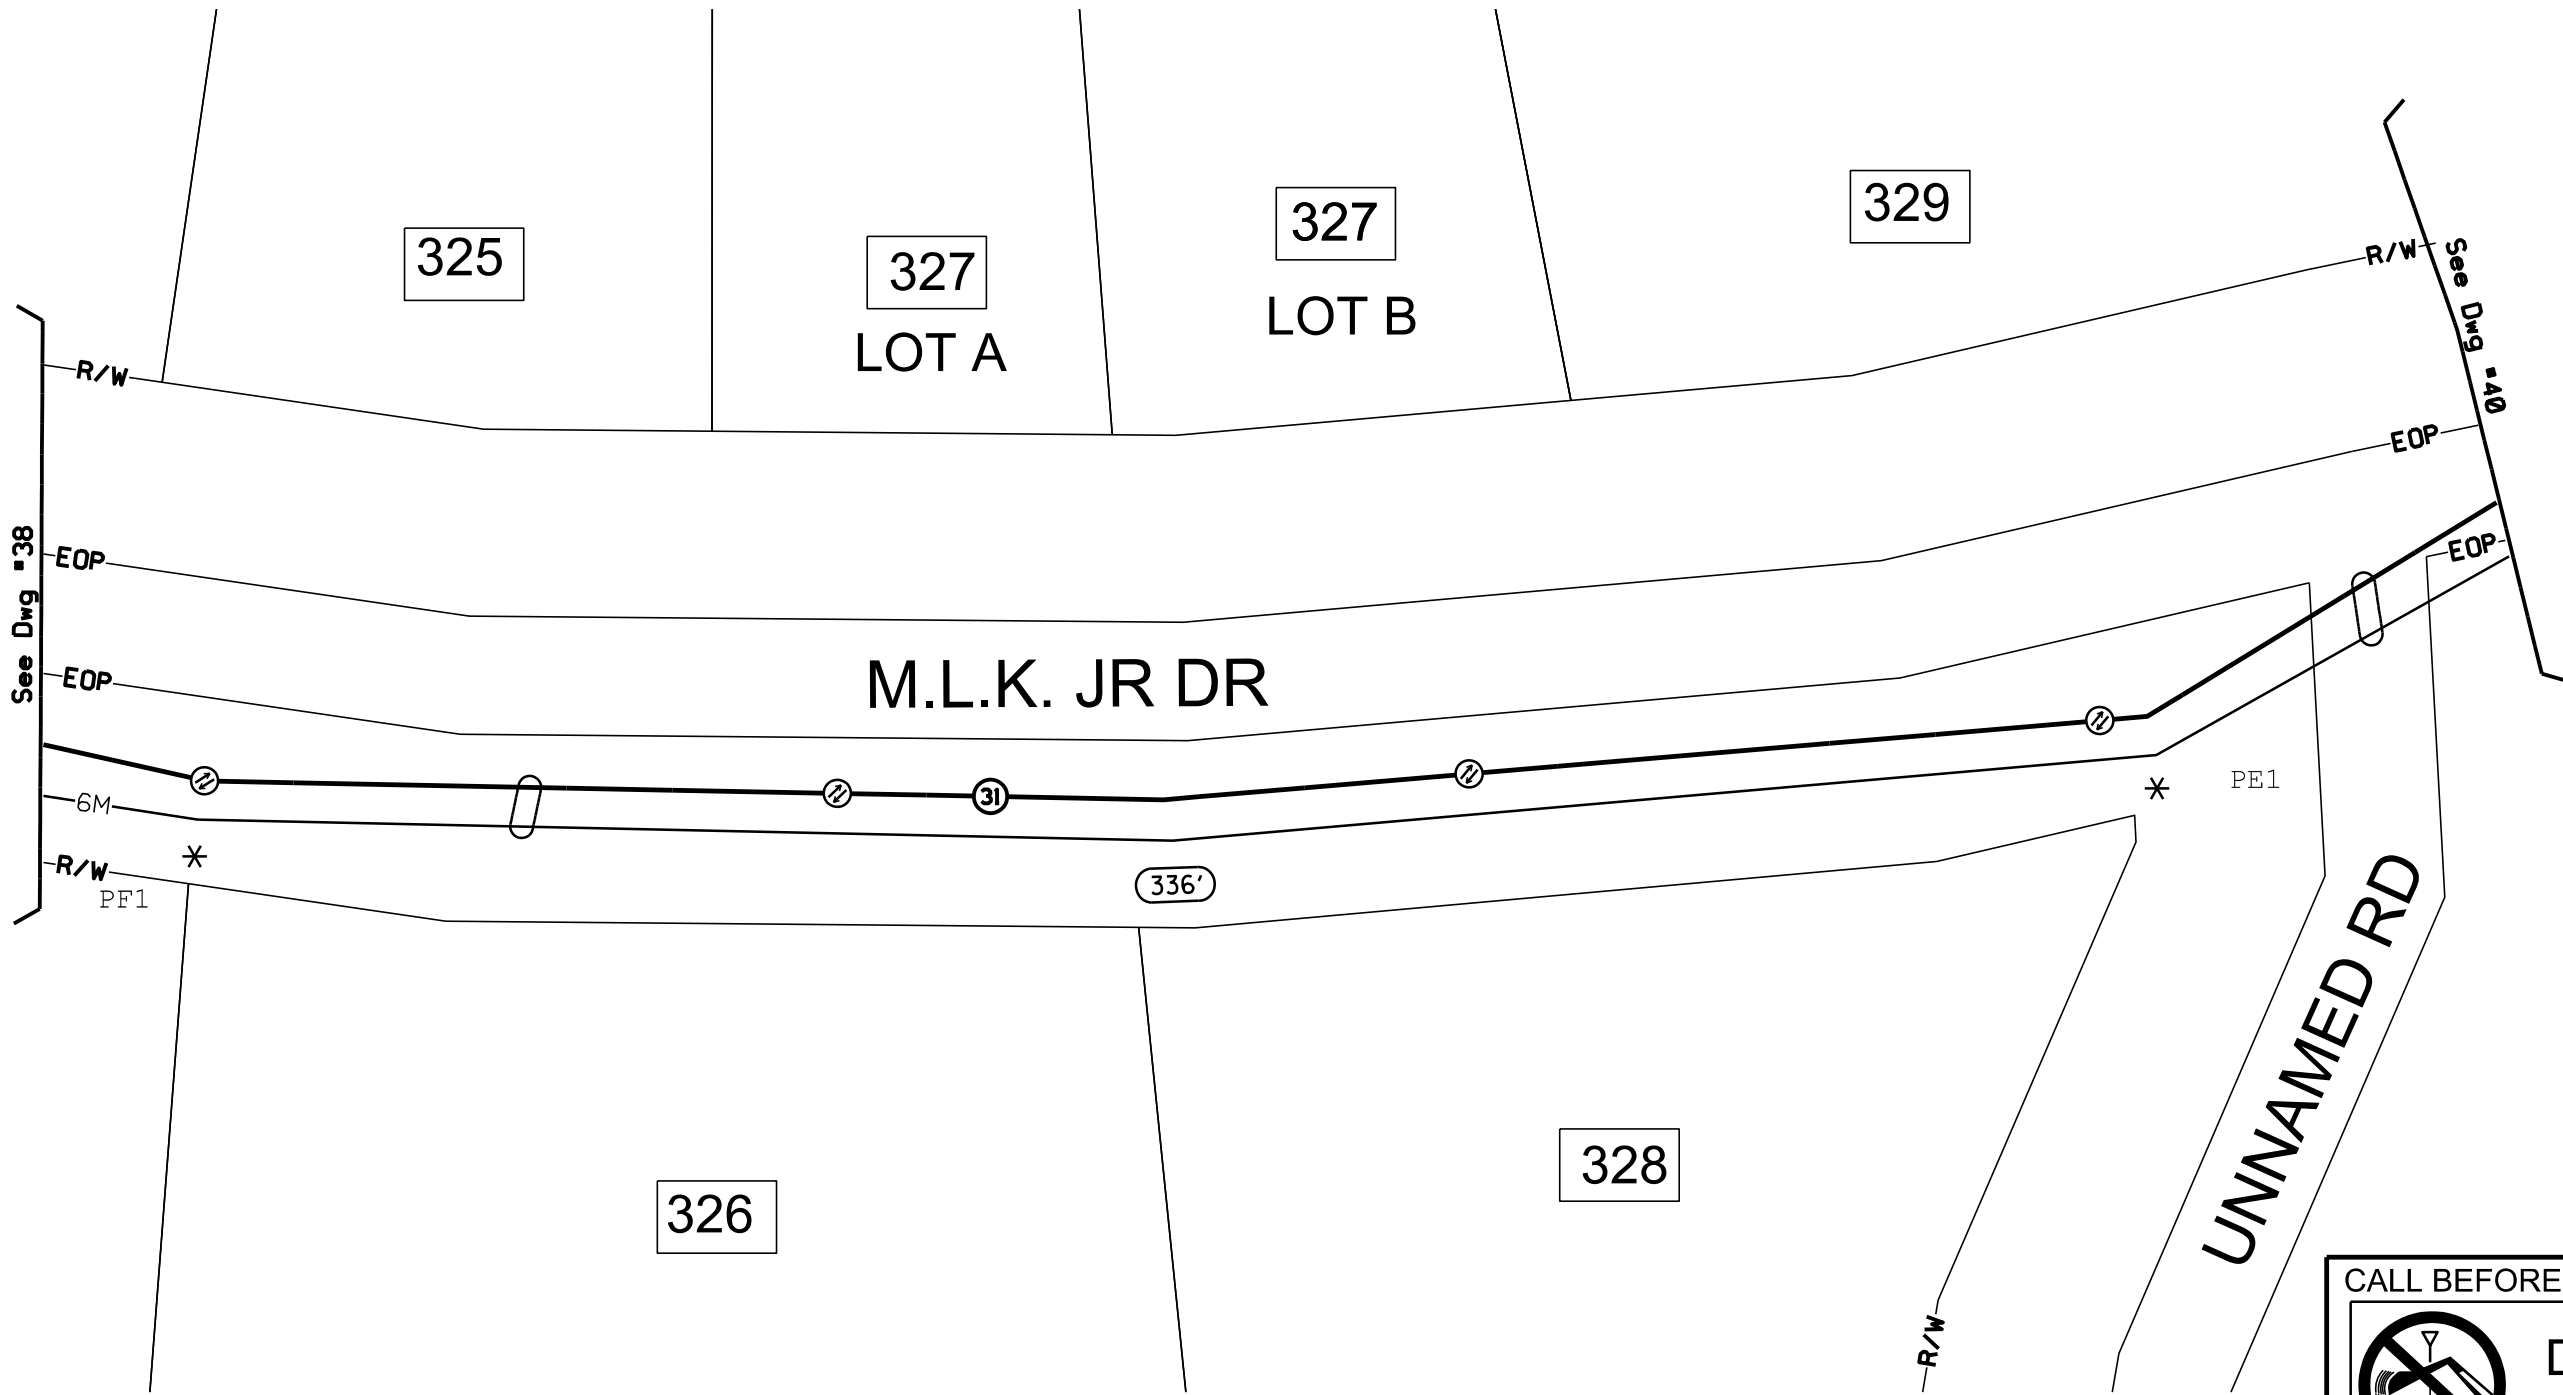 325
327
LOT A
327
LOT B
329
R/W
See Dwg "40
R/W
EOP
EOP
EOP
EOP
See Dwg "38
M.L.K. JR DR
6M
31
R/W
PF1
PE1
336'
326
328
UNNAMED RD
R/W
CALL BEFORE